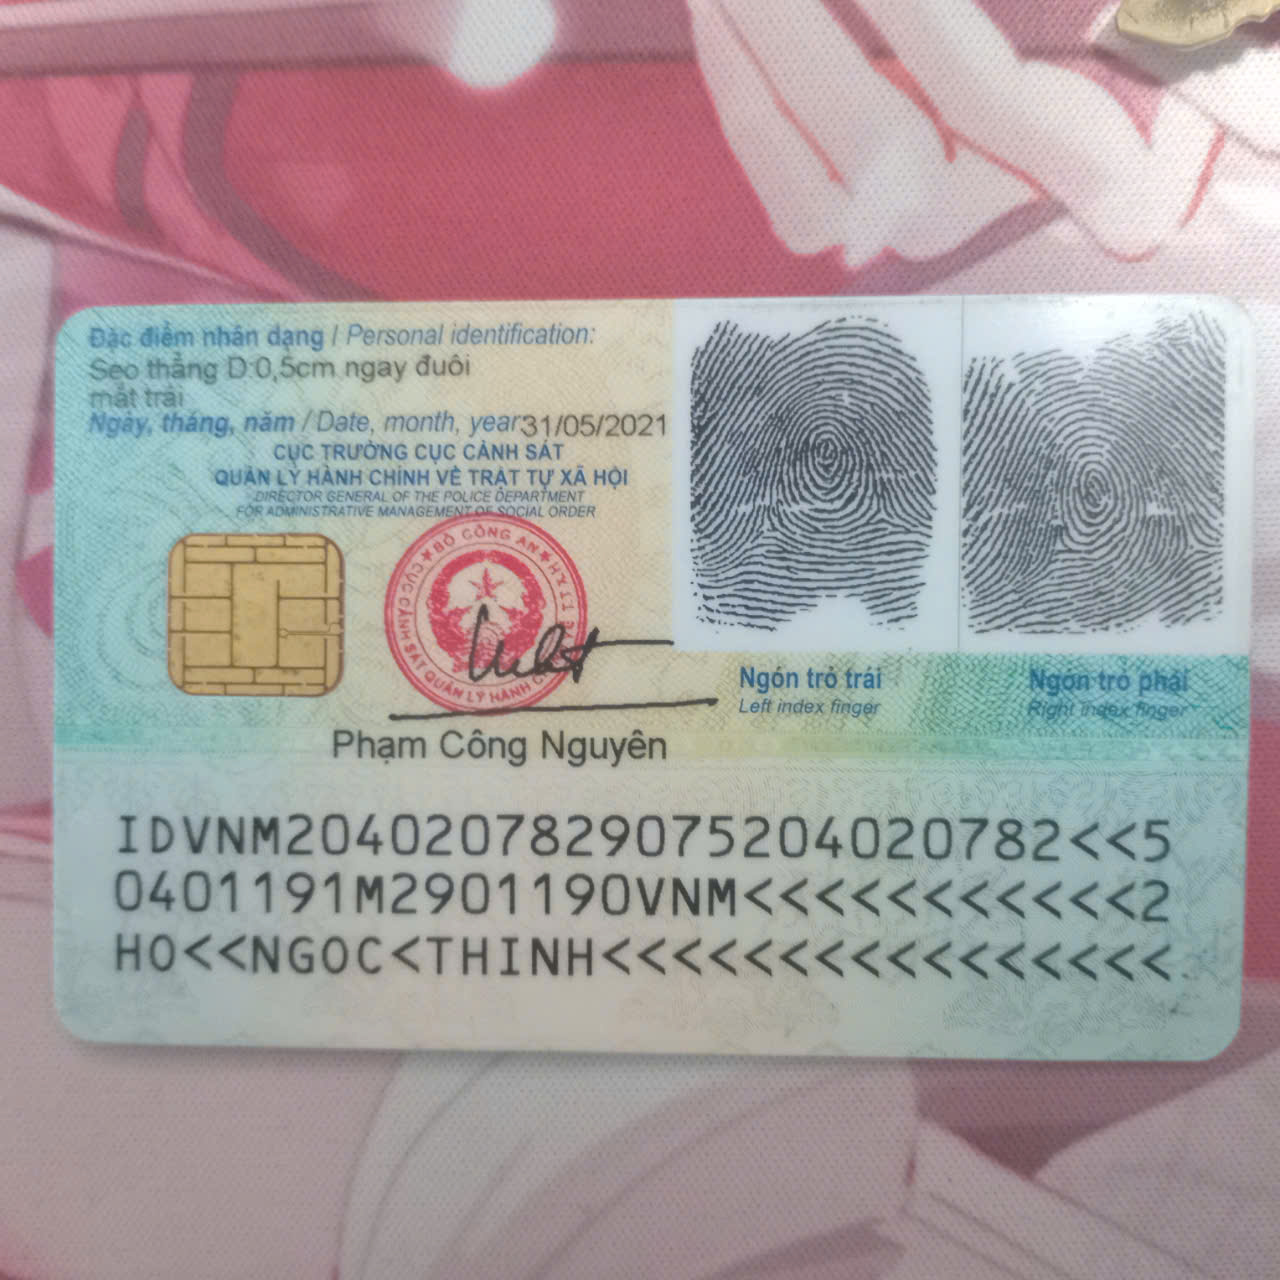 Đặc điểm nhân dạng / Personal identification:
Sẹo thẳng D:0,5cm ngay đuôi
mắt trái
Ngày, tháng, năm / Date, month, year:31/05/2021
CỤC TRƯỞNG CỤC CẢNH SÁT
QUẢN LÝ HÀNH CHÍNH VỀ TRẬT TỰ XÃ HỘI
DIRECTOR GENERAL OF THE POLICE DEPARTMENT
FOR ADMINISTRATIVE MANAGEMENT OF SOCIAL ORDER
BỘ CÔNG AN
CỤC CẢNH SÁT QUẢN LÝ HÀNH
Phạm Công Nguyên
Ngón trỏ trái
Left index finger
Ngón trỏ phải
Right index finger
IDVNM2040207829075204020782<<5
0401191M2901190VNM<<<<<<<<<<<2
HO<<NGOC<THINH<<<<<<<<<<<<<<<<